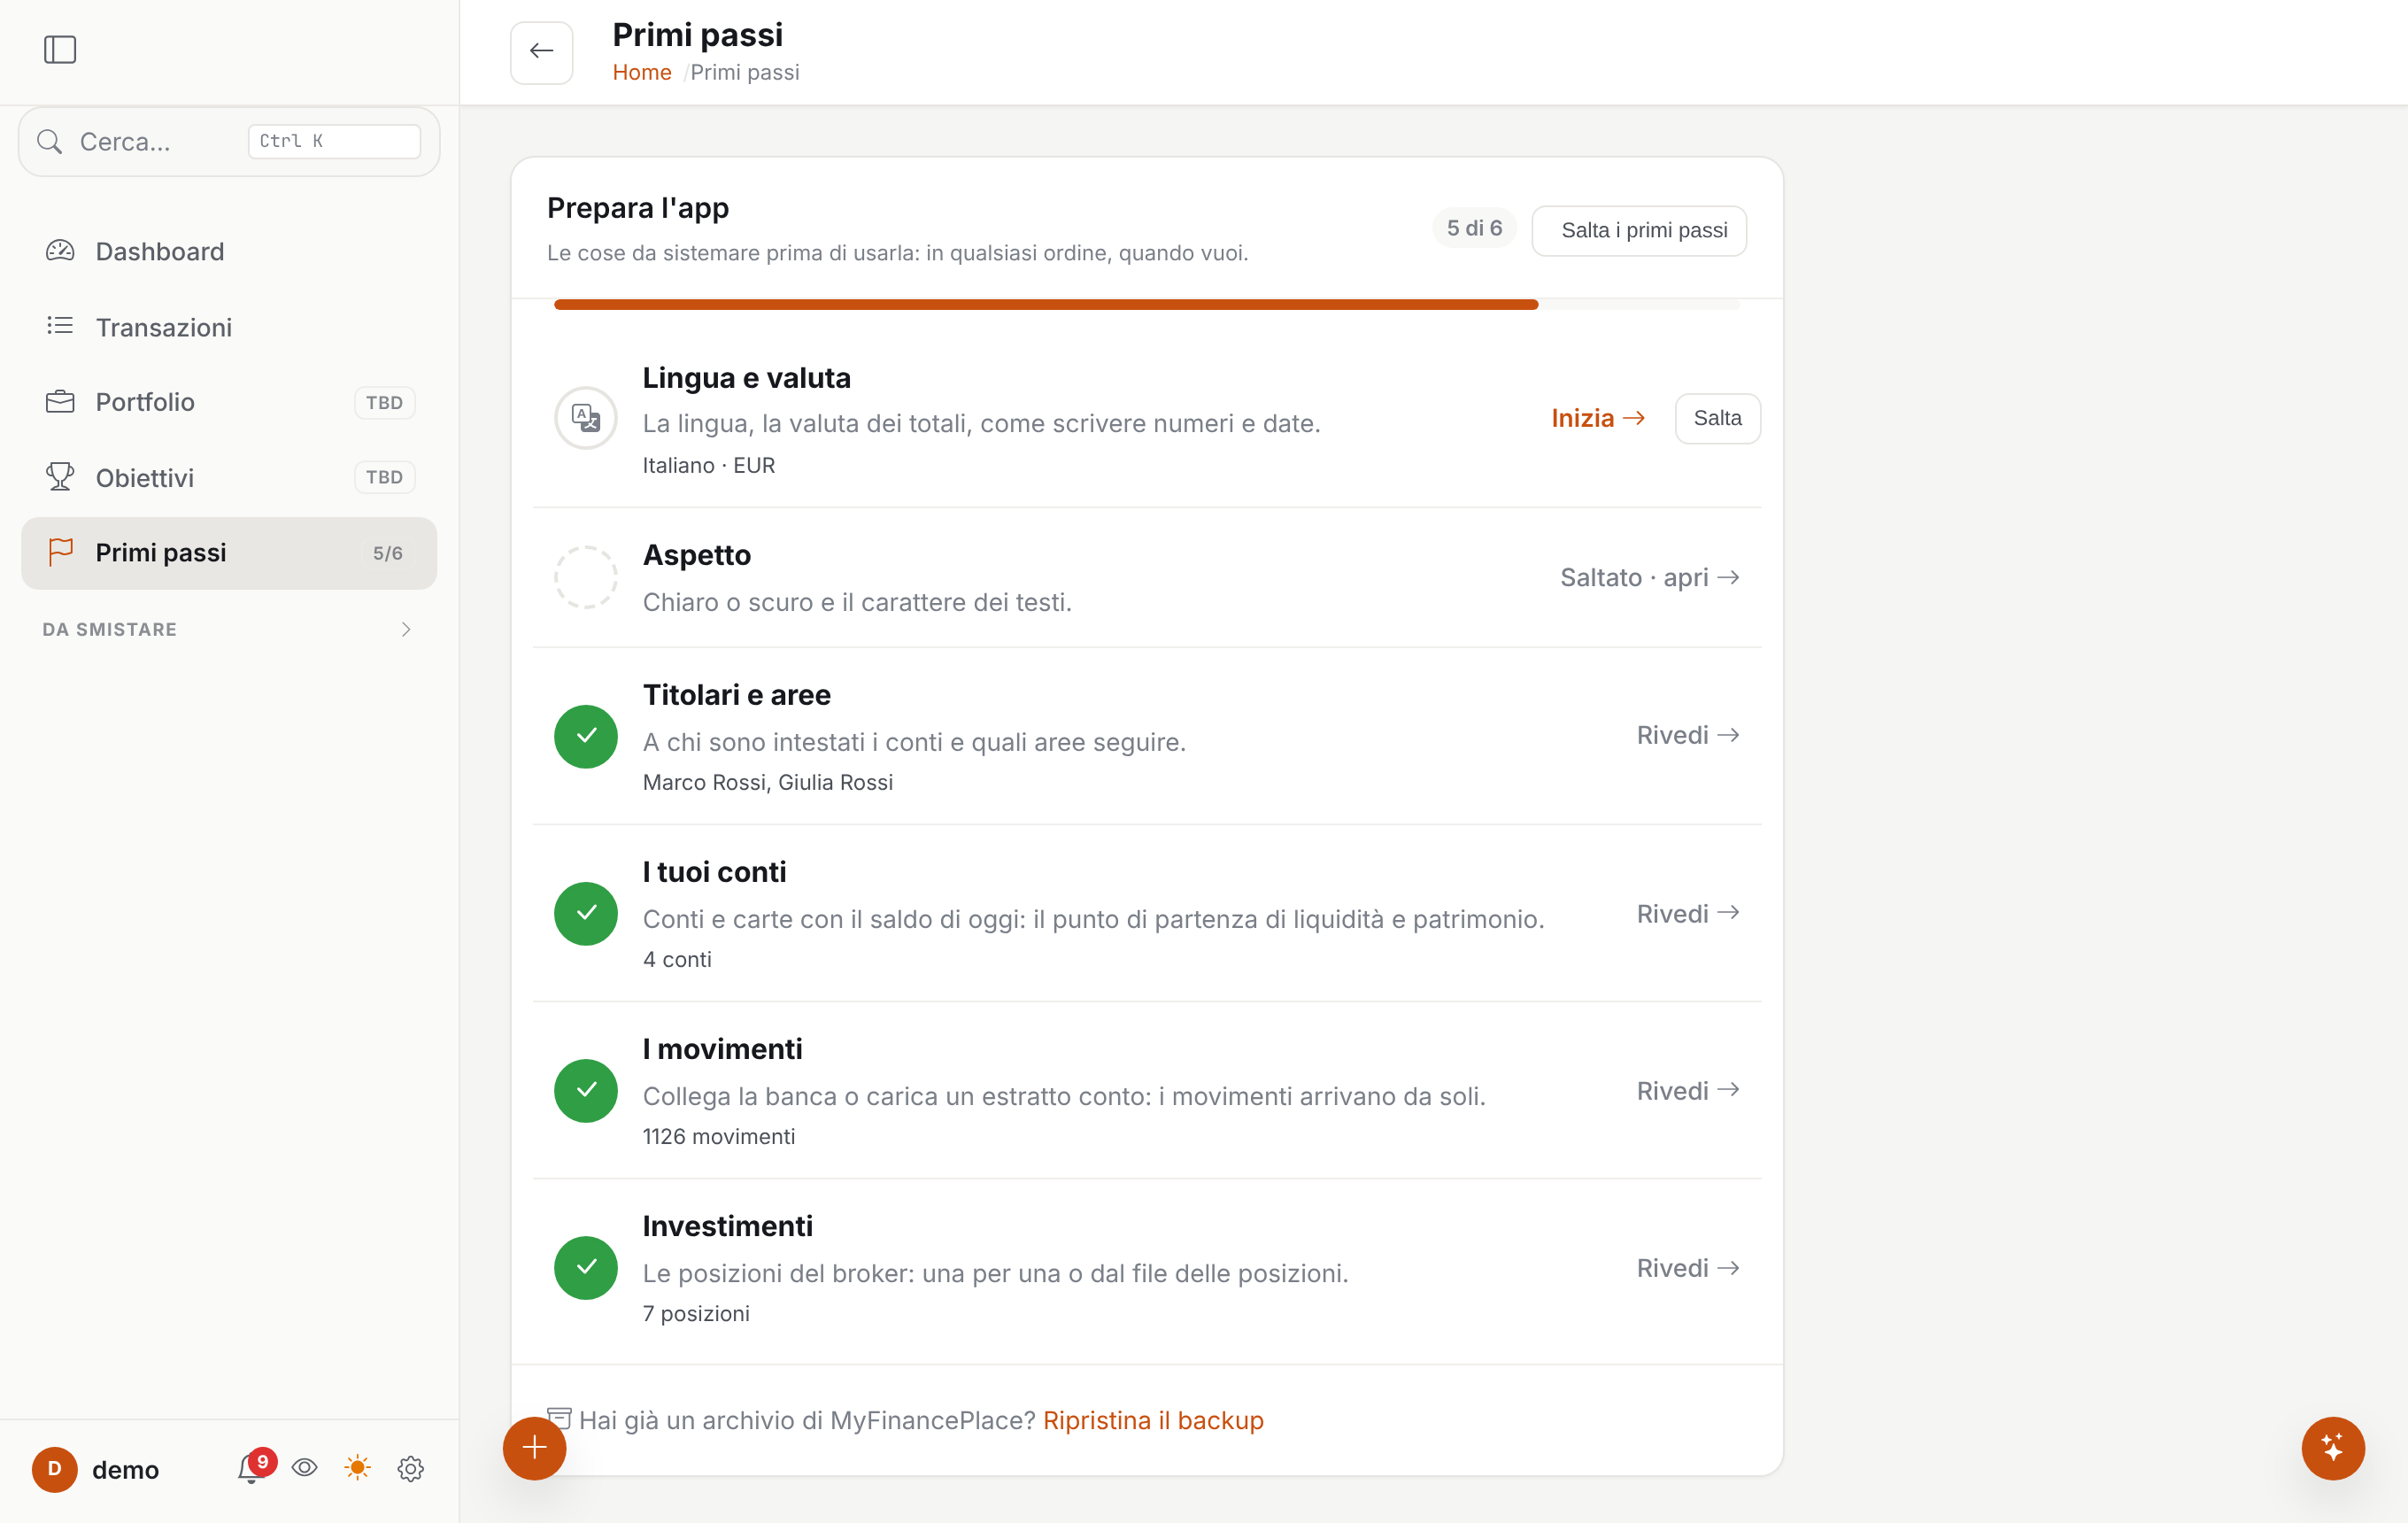 Primi passi
Home / Primi passi
Cerca... Ctrl K
Dashboard
Transazioni
Portfolio TBD
Obiettivi TBD
Primi passi 5/6
DA SMISTARE
D demo 9
Prepara l'app
Le cose da sistemare prima di usarla: in qualsiasi ordine, quando vuoi.
5 di 6 Salta i primi passi
Lingua e valuta
La lingua, la valuta dei totali, come scrivere numeri e date.
Italiano · EUR
Inizia → Salta
Aspetto
Chiaro o scuro e il carattere dei testi.
Saltato · apri →
Titolari e aree
A chi sono intestati i conti e quali aree seguire.
Marco Rossi, Giulia Rossi
Rivedi →
I tuoi conti
Conti e carte con il saldo di oggi: il punto di partenza di liquidità e patrimonio.
4 conti
Rivedi →
I movimenti
Collega la banca o carica un estratto conto: i movimenti arrivano da soli.
1126 movimenti
Rivedi →
Investimenti
Le posizioni del broker: una per una o dal file delle posizioni.
7 posizioni
Rivedi →
Hai già un archivio di MyFinancePlace? Ripristina il backup